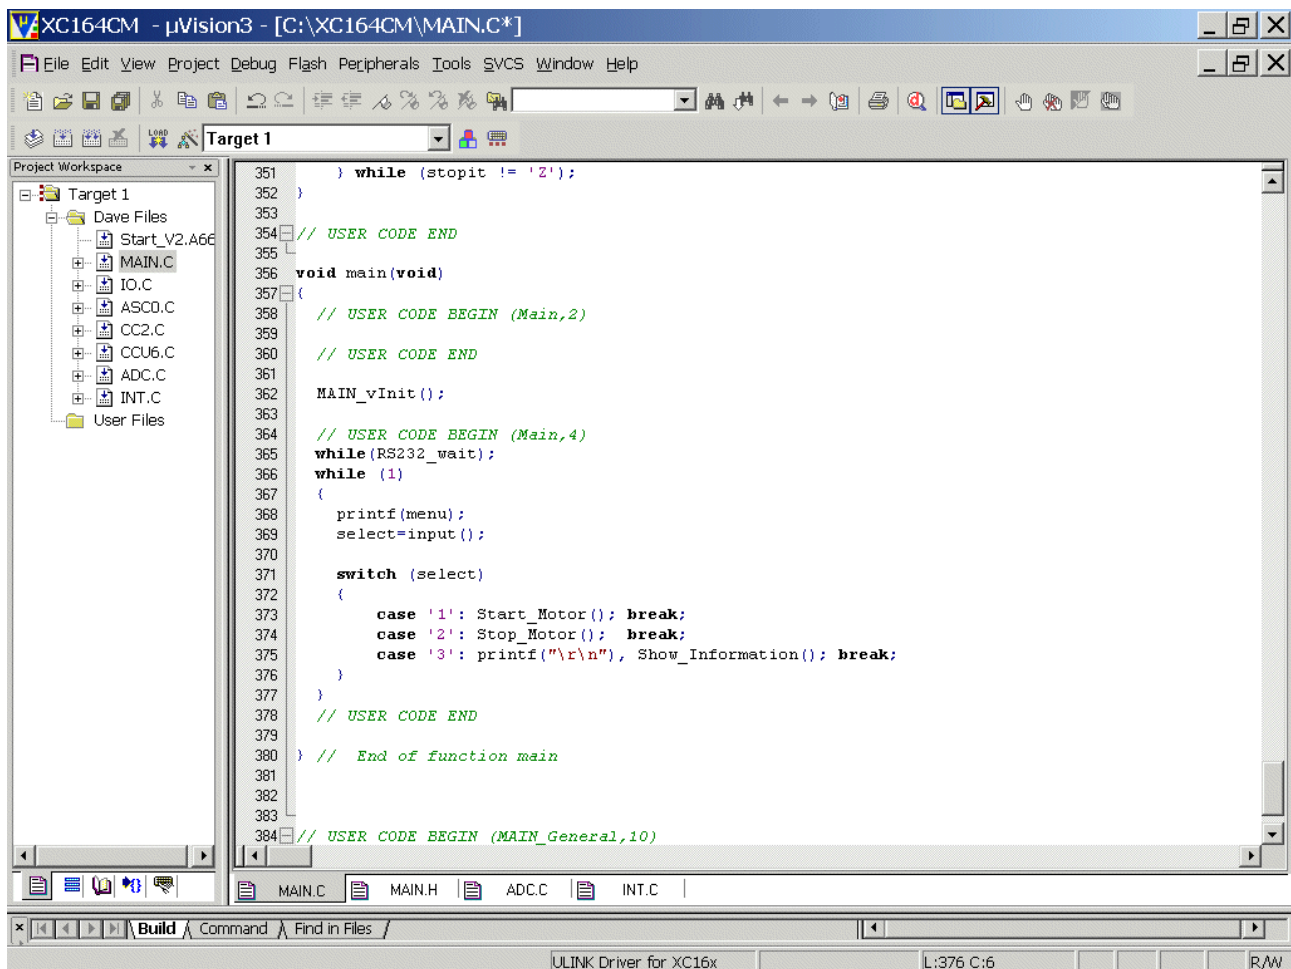 XC164CM - µVision3 - [C:\XC164CM\MAIN.C*]
File Edit View Project Debug Flash Peripherals Tools SVCS Window Help
LOAD Target 1
Project Workspace
Target 1
Dave Files
Start_V2.A66
MAIN.C
IO.C
ASC0.C
CC2.C
CCU6.C
ADC.C
INT.C
User Files
351 } while (stopit != 'Z');
352 }
353
354 // USER CODE END
355
356 void main(void)
357 {
358 // USER CODE BEGIN (Main,2)
359
360 // USER CODE END
361
362 MAIN_vInit();
363
364 // USER CODE BEGIN (Main,4)
365 while(RS232_wait);
366 while (1)
367 {
368 printf(menu);
369 select=input();
370
371 switch (select)
372 {
373 case '1': Start_Motor(); break;
374 case '2': Stop_Motor(); break;
375 case '3': printf("\r\n"), Show_Information(); break;
376 }
377 }
378 // USER CODE END
379
380 } // End of function main
381
382
383
384 // USER CODE BEGIN (MAIN_General,10)
MAIN.C MAIN.H ADC.C INT.C
Build Command Find in Files
ULINK Driver for XC16x L:376 C:6 R/W